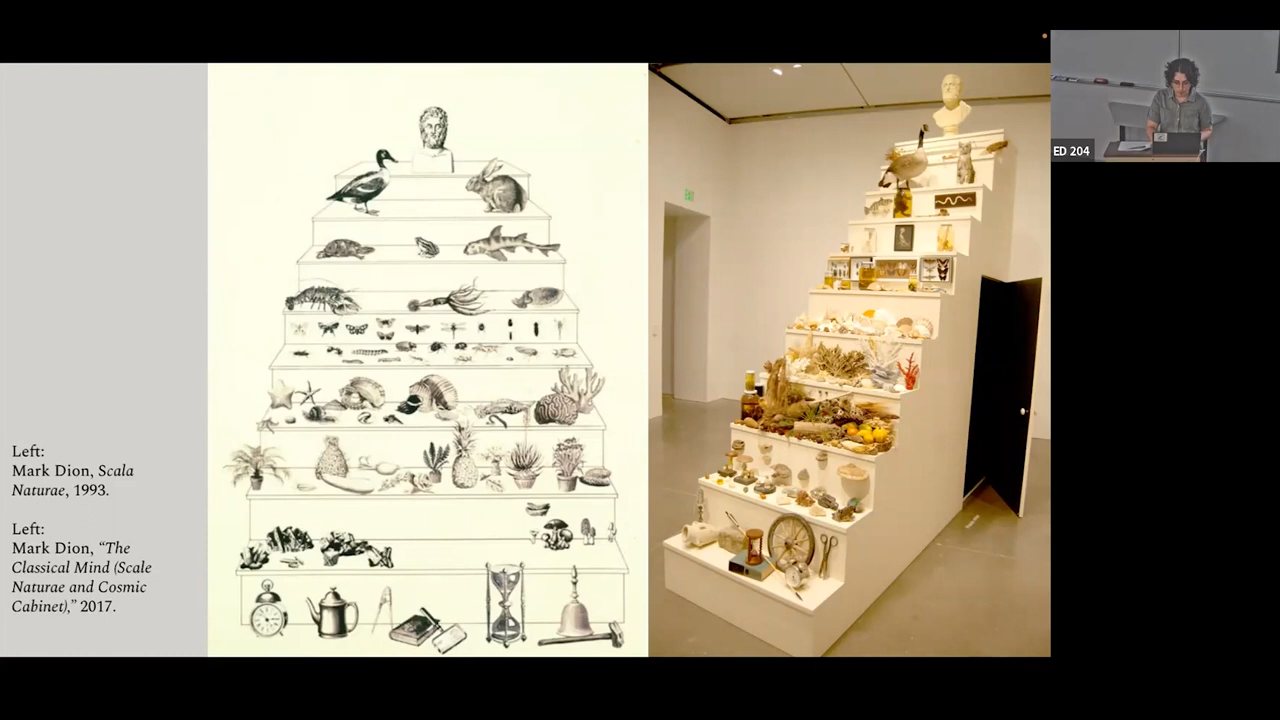 Left:
Mark Dion, Scala
Naturae, 1993.
Left:
Mark Dion, “The
Classical Mind (Scale
Naturae and Cosmic
Cabinet),” 2017.
EXIT
ED 204